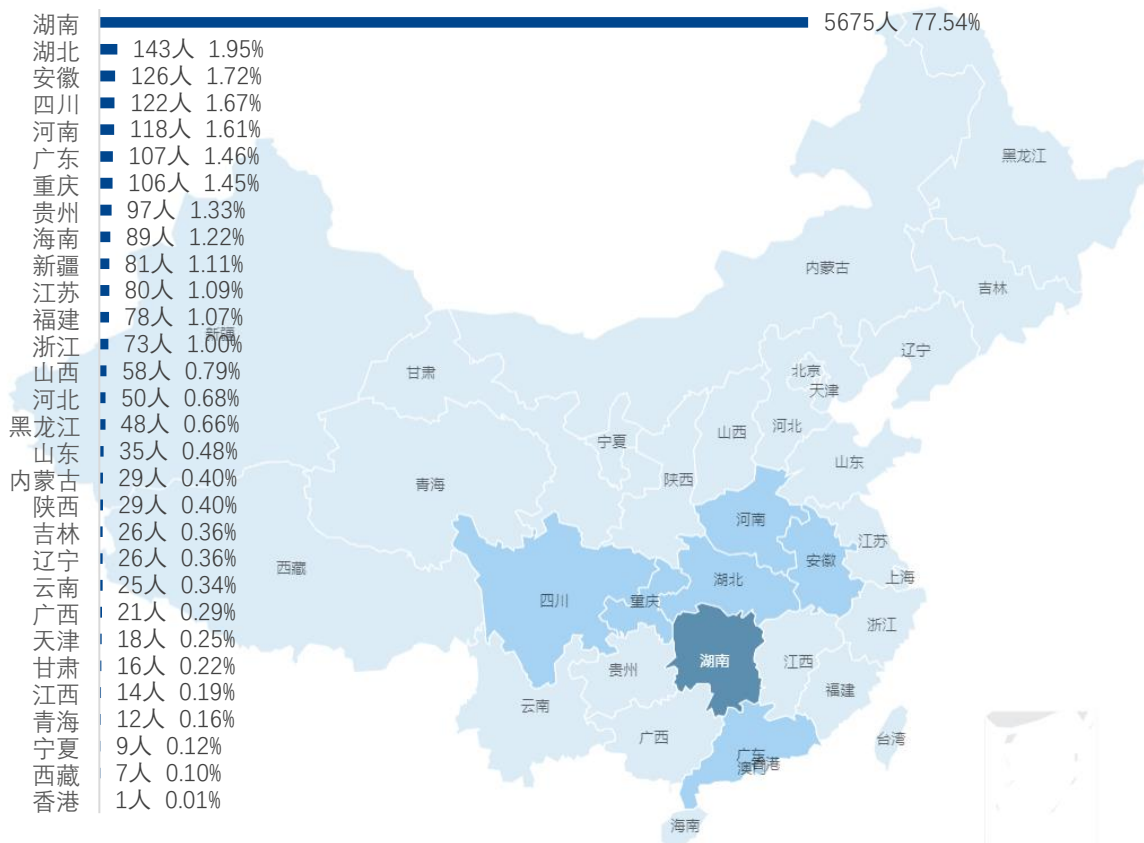 湖南 5675人 77.54%
湖北 143人 1.95%
安徽 126人 1.72%
四川 122人 1.67%
河南 118人 1.61%
广东 107人 1.46%
重庆 106人 1.45%
贵州 97人 1.33%
海南 89人 1.22%
新疆 81人 1.11%
江苏 80人 1.09%
福建 78人 1.07%
浙江 73人 1.00%
山西 58人 0.79%
河北 50人 0.68%
黑龙江 48人 0.66%
山东 35人 0.48%
内蒙古 29人 0.40%
陕西 29人 0.40%
吉林 26人 0.36%
辽宁 26人 0.36%
云南 25人 0.34%
广西 21人 0.29%
天津 18人 0.25%
甘肃 16人 0.22%
江西 14人 0.19%
青海 12人 0.16%
宁夏 9人 0.12%
西藏 7人 0.10%
香港 1人 0.01%
黑龙江
内蒙古
吉林
辽宁
新疆
甘肃
北京
天津
河北
山西
宁夏
山东
陕西
青海
河南
江苏
安徽
西藏
上海
湖北
四川
重庆
浙江
湖南
江西
贵州
福建
云南
广西
台湾
广东
香港
澳门
海南